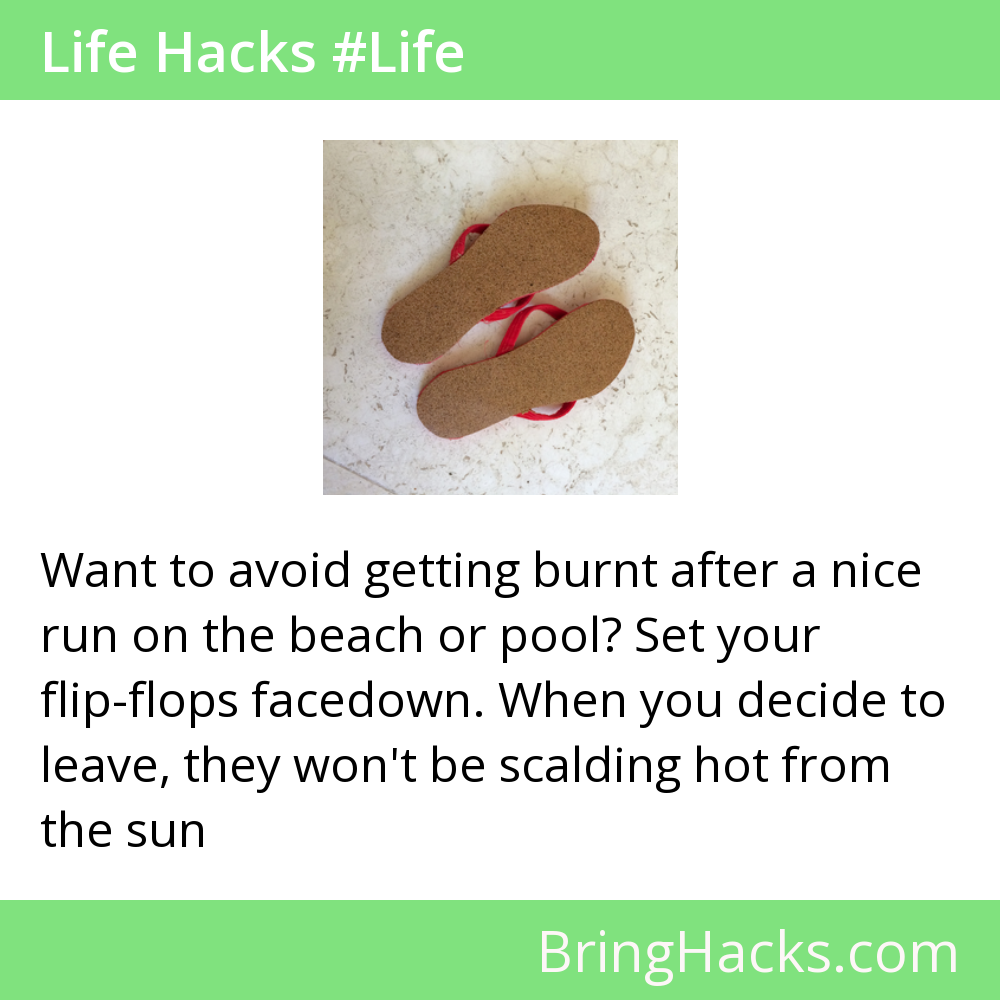 Life Hacks #Life
Want to avoid getting burnt after a nice
run on the beach or pool? Set your
flip-flops facedown. When you decide to
leave, they won't be scalding hot from
the sun
BringHacks.com